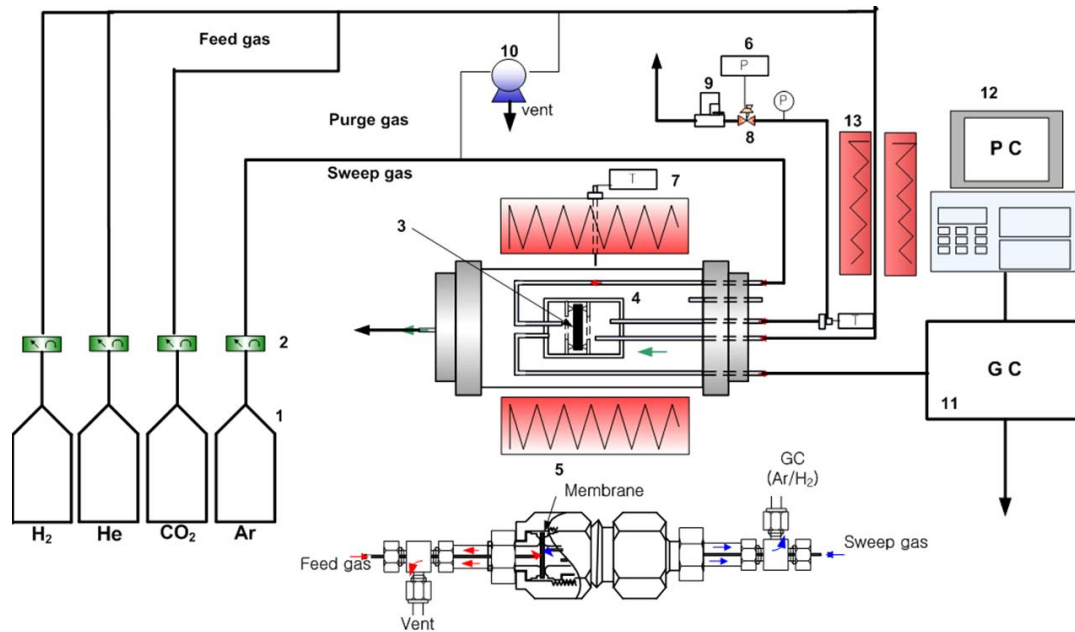 Feed gas
10
6
P
9
P
12
vent
Purge gas
8
13
P C
Sweep gas
T
7
3
4
2
T
G C
11
1
5
GC
(Ar/H₂)
Membrane
H₂
He
CO₂
Ar
Feed gas
Sweep gas
Vent